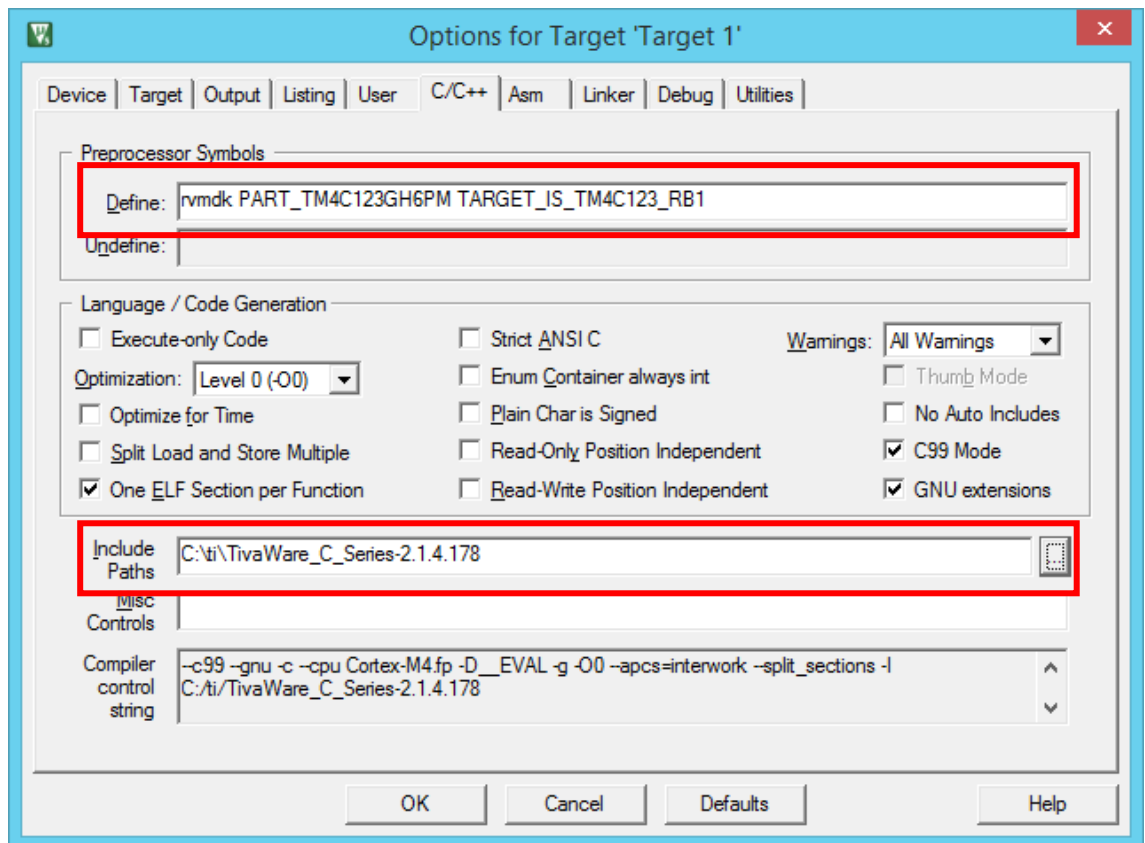 Options for Target 'Target 1'
Device Target Output Listing User C/C++ Asm Linker Debug Utilities
Preprocessor Symbols
Define: rvmdk PART_TM4C123GH6PM TARGET_IS_TM4C123_RB1
Undefine:
Language / Code Generation
Execute-only Code Strict ANSI C Warnings: All Warnings
Optimization: Level 0 (-O0) Enum Container always int Thumb Mode
Optimize for Time Plain Char is Signed No Auto Includes
Split Load and Store Multiple Read-Only Position Independent C99 Mode
One ELF Section per Function Read-Write Position Independent GNU extensions
Include
Paths
C:\ti\TivaWare_C_Series-2.1.4.178
...
Misc
Controls
Compiler
control
string
--c99 --gnu -c --cpu Cortex-M4.fp -D__EVAL -g -O0 --apcs=interwork --split_sections -I
C:/ti/TivaWare_C_Series-2.1.4.178
OK Cancel Defaults Help